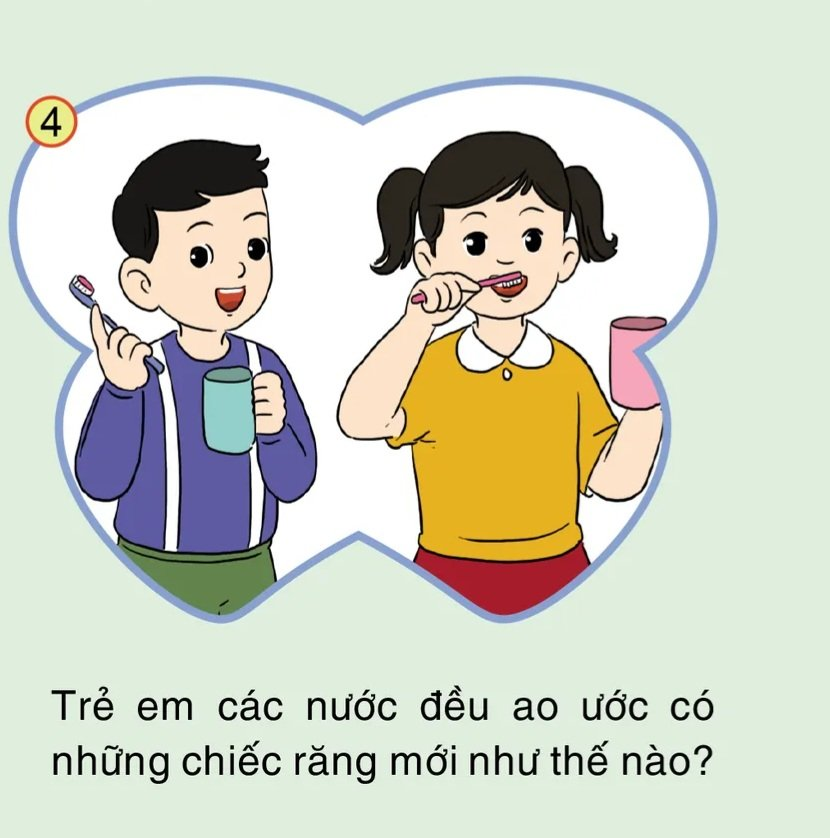 4
Trẻ em các nước đều ao ước có
những chiếc răng mới như thế nào?